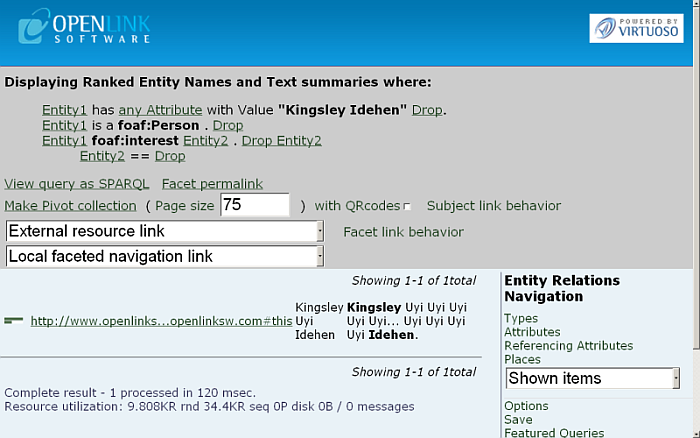 OPENLINK
SOFTWARE
POWERED BY
VIRTUOSO
Displaying Ranked Entity Names and Text summaries where:
Entity1 has any Attribute with Value "Kingsley Idehen" Drop.
Entity1 is a foaf:Person . Drop
Entity1 foaf:interest Entity2 . Drop Entity2
Entity2 == Drop
View query as SPARQL Facet permalink
Make Pivot collection ( Page size 75 ) with QRcodes Subject link behavior
External resource link Facet link behavior
Local faceted navigation link
Showing 1-1 of 1total
http://www.openlinks...openlinksw.com#this
Kingsley Uyi Idehen
Kingsley Uyi Uyi Uyi
Uyi Uyi... Uyi Uyi Uyi
Uyi Idehen.
Showing 1-1 of 1total
Complete result - 1 processed in 120 msec.
Resource utilization: 9.808KR rnd 34.4KR seq 0P disk 0B / 0 messages
Entity Relations
Navigation
Types
Attributes
Referencing Attributes
Places
Shown items
Options
Save
Featured Queries